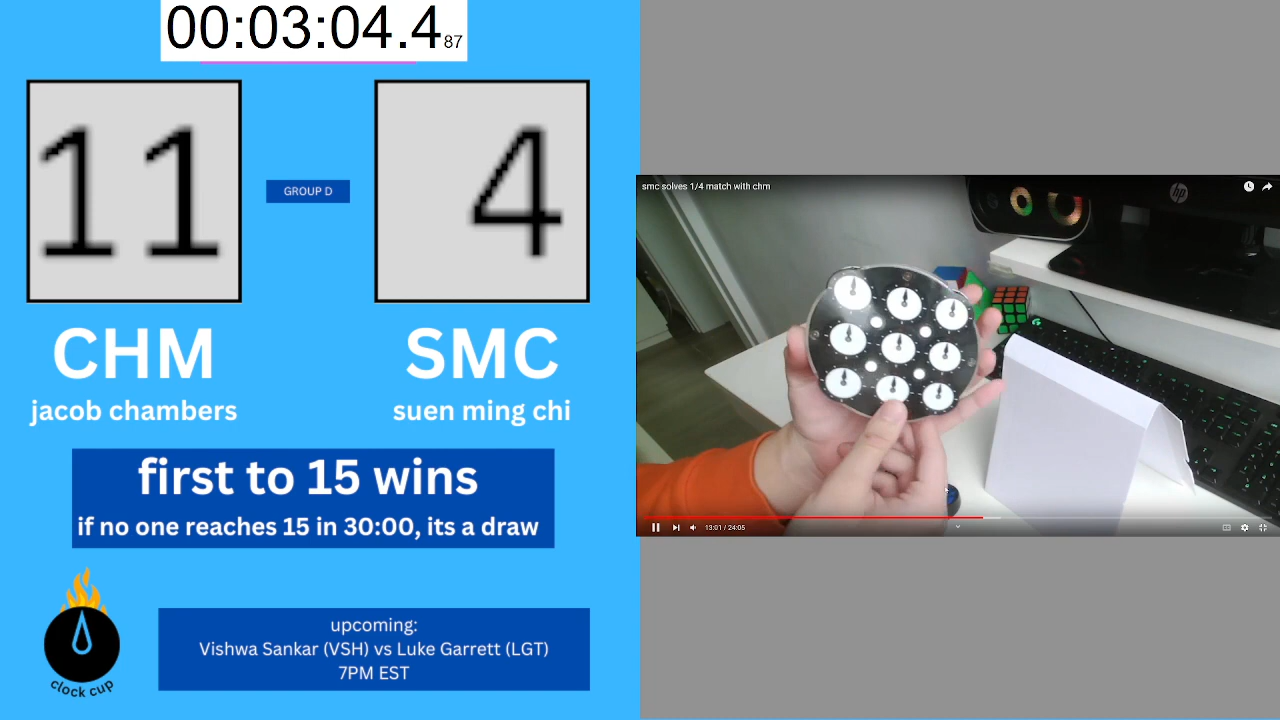 00:03:04.487
11
4
GROUP D
CHM
SMC
jacob chambers
suen ming chi
first to 15 wins
if no one reaches 15 in 30:00, its a draw
clock cup
upcoming:
Vishwa Sankar (VSH) vs Luke Garrett (LGT)
7PM EST
smc solves 1/4 match with chm
hp
13:01 / 24:05